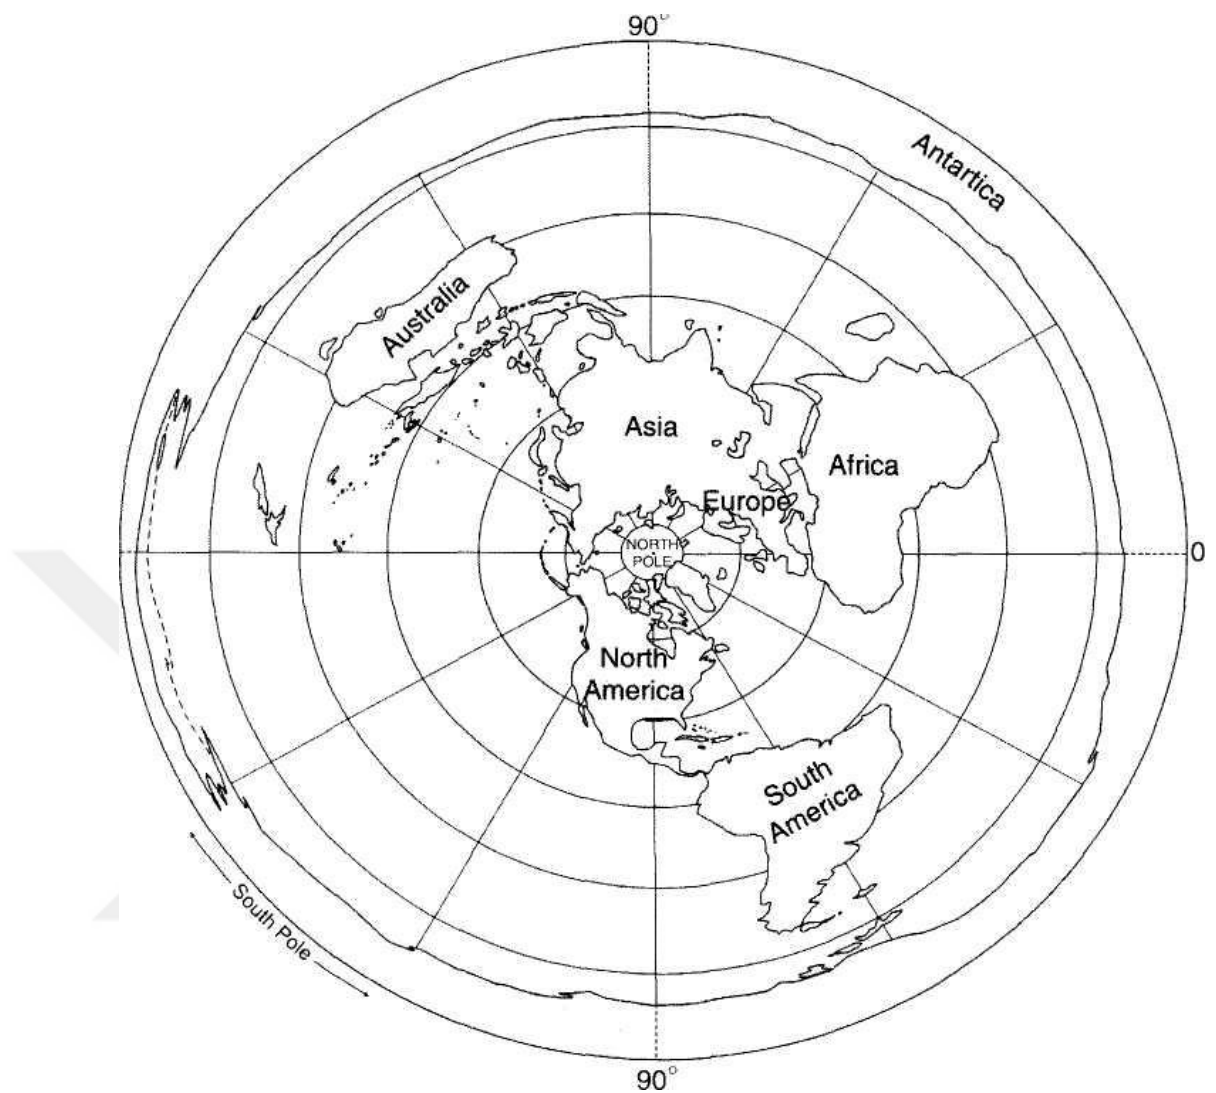 90°
Antartica
Australia
Asia
Africa
Europe
NORTH
POLE
0
North
America
South
America
South Pole
90°